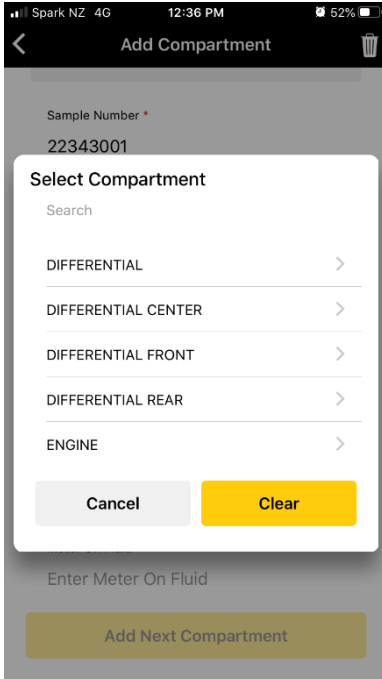 Spark NZ 4G 12:36 PM 52%
Add Compartment
Sample Number *
22343001
Select Compartment
Search
DIFFERENTIAL
DIFFERENTIAL CENTER
DIFFERENTIAL FRONT
DIFFERENTIAL REAR
ENGINE
Cancel Clear
Enter Meter On Fluid
Add Next Compartment